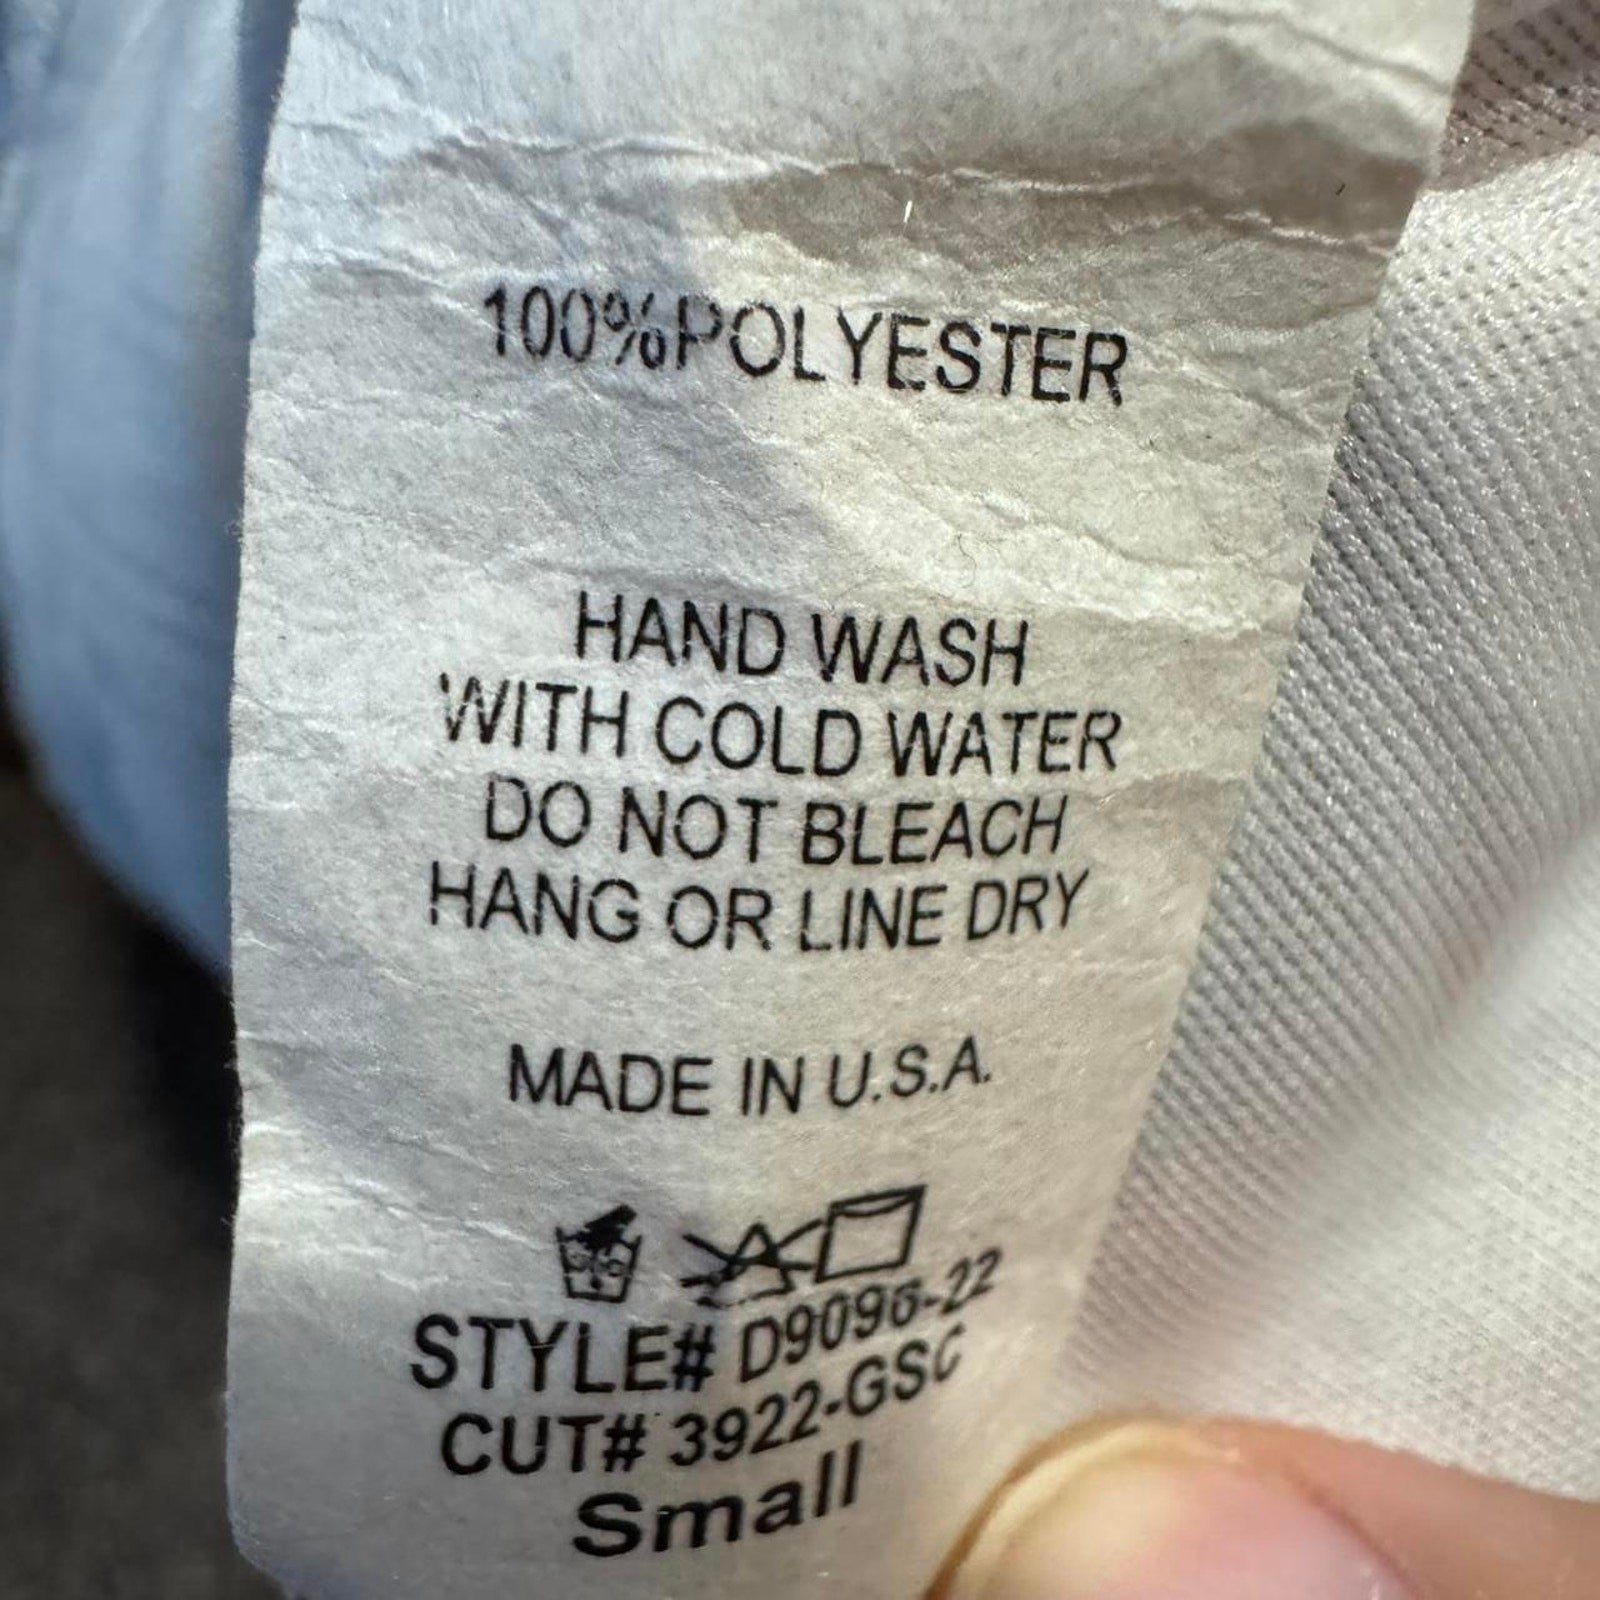 100%POLYESTER
HAND WASH
WITH COLD WATER
DO NOT BLEACH
HANG OR LINE DRY
MADE IN U.S.A.
STYLE# D9096-22
CUT# 3922-GSC
Small